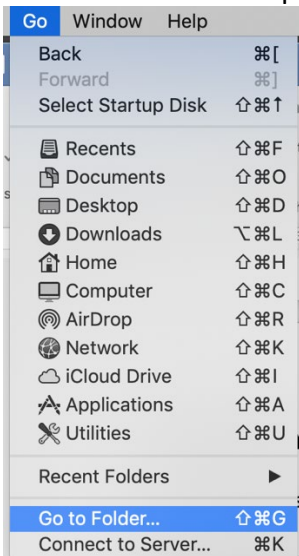 Go Window Help
Back ⌘[
Forward ⌘]
Select Startup Disk ⇧⌘↑
Recents ⇧⌘F
Documents ⇧⌘O
Desktop ⇧⌘D
Downloads ⌥⌘L
Home ⇧⌘H
Computer ⇧⌘C
AirDrop ⇧⌘R
Network ⇧⌘K
iCloud Drive ⇧⌘I
Applications ⇧⌘A
Utilities ⇧⌘U
Recent Folders ▶
Go to Folder... ⇧⌘G
Connect to Server... ⌘K